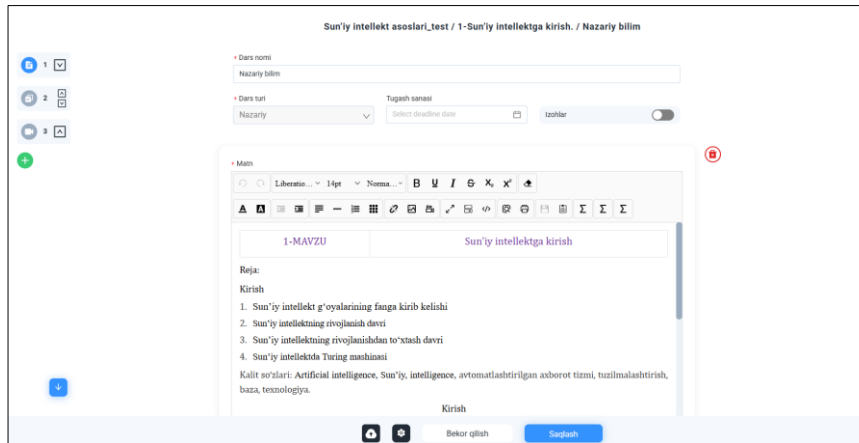 Sun'iy intellekt asoslari_test / 1-Sun'iy intellektga kirish. / Nazariy bilim
1
2
3
* Dars nomi
Nazariy bilim
* Dars turi
Tugash sanasi
Nazariy
Select deadline date
Izohlar
* Matn
Liberatio...
14pt
Norma...
B U I S X₂ X²
A A
Σ Σ Σ
1-MAVZU
Sun'iy intellektga kirish
Reja:
Kirish
1. Sun'iy intellekt g'oyalarining fanga kirib kelishi
2. Sun'iy intellektning rivojlanish davri
3. Sun'iy intellektning rivojlanishdan to'xtash davri
4. Sun'iy intellektda Turing mashinasi
Kalit so'zlari: Artificial intelligence, Sun'iy, intelligence, avtomatlashtirilgan axborot tizmi, tuzilmalashtirish,
baza, texnologiya.
Kirish
Bekor qilish
Saqlash